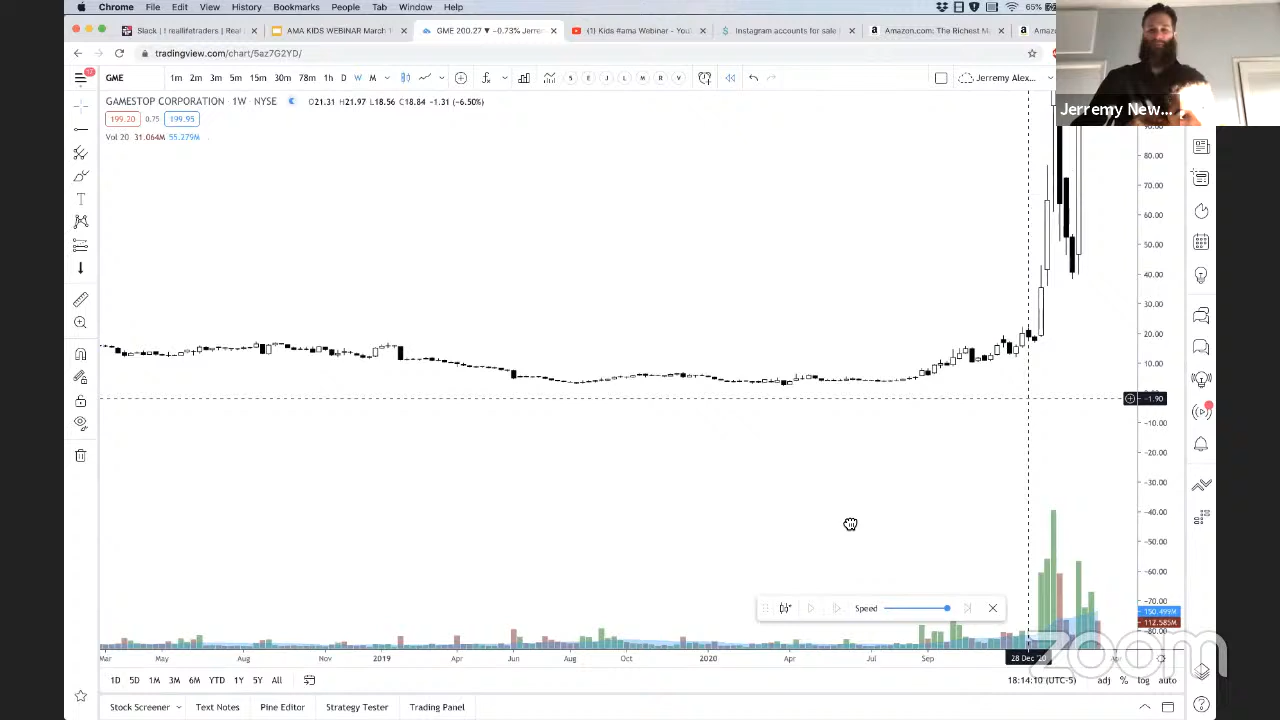 Chrome File Edit View History Bookmarks People Tab Window Help 65%
Slack | f reallifetraders | Real
AMA KIDS WEBINAR March
GME 200.27 ▼ −0.73% Jerrem
(1) Kids #ama Webinar - You
Instagram accounts for sale
Amazon.com: The Richest M
Amaz
tradingview.com/chart/5az7G2YD/
17
GME 1m 2m 3m 5m 15m 30m 78m 1h D W M S E J L M R V Jerremy Alex...
GAMESTOP CORPORATION · 1W · NYSE O21.31 H21.97 L18.56 C18.84 −1.31 (−6.50%)
199.20 0.75 199.95
Vol 20 31.064M 55.279M
Jerremy New...
90.00
80.00
70.00
60.00
50.00
40.00
30.00
20.00
10.00
−1.90
−10.00
−20.00
−30.00
−40.00
−50.00
−60.00
−70.00
150.499M
112.585M
−80.00
Speed
zoom
Mar May Aug Nov 2019 Apr Jun Aug Oct 2020 Apr Jul Sep 28 Dec '20 Apr
1D 5D 1M 3M 6M YTD 1Y 5Y All 18:14:10 (UTC-5) adj % log auto
Stock Screener Text Notes Pine Editor Strategy Tester Trading Panel